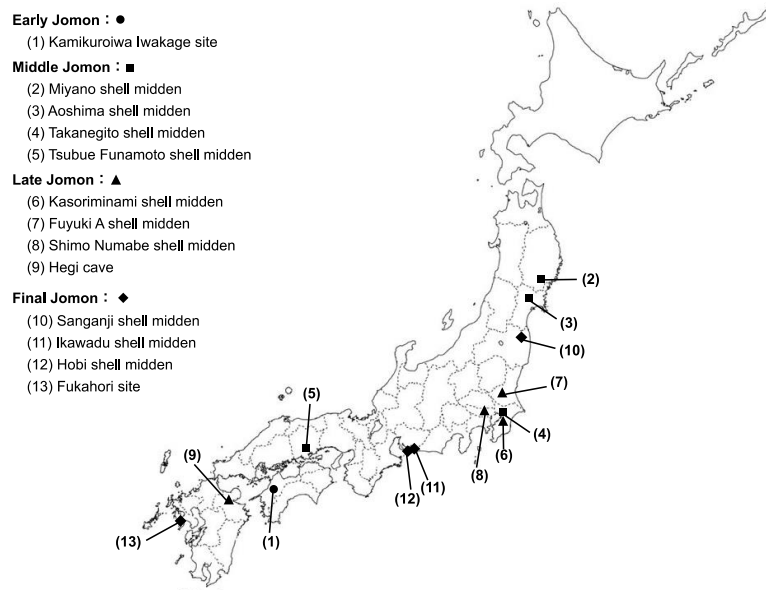 Early Jomon : ●
(1) Kamikuroiwa Iwakage site
Middle Jomon : ■
(2) Miyano shell midden
(3) Aoshima shell midden
(4) Takanegito shell midden
(5) Tsubue Funamoto shell midden
Late Jomon : ▲
(6) Kasoriminami shell midden
(7) Fuyuki A shell midden
(8) Shimo Numabe shell midden
(9) Hegi cave
Final Jomon : ◆
(10) Sanganji shell midden
(11) Ikawadu shell midden
(12) Hobi shell midden
(13) Fukahori site
(2)
(3)
(10)
(7)
(5)
(4)
(6)
(9)
(8)
(11)
(12)
(13)
(1)